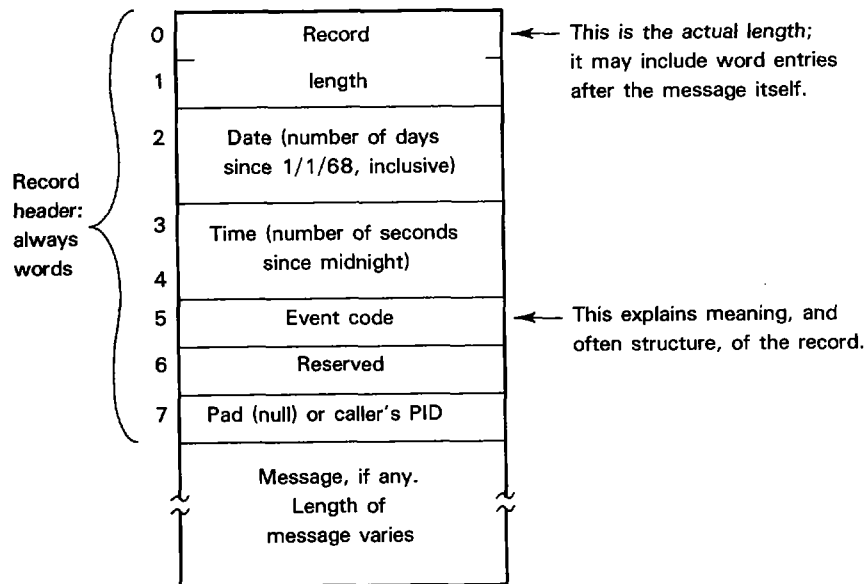 0 Record
This is the actual length;
it may include word entries
after the message itself.
1 length
2 Date (number of days
since 1/1/68, inclusive)
Record
header:
always
words
3 Time (number of seconds
since midnight)
4
5 Event code
This explains meaning, and
often structure, of the record.
6 Reserved
7 Pad (null) or caller's PID
Message, if any.
Length of
message varies